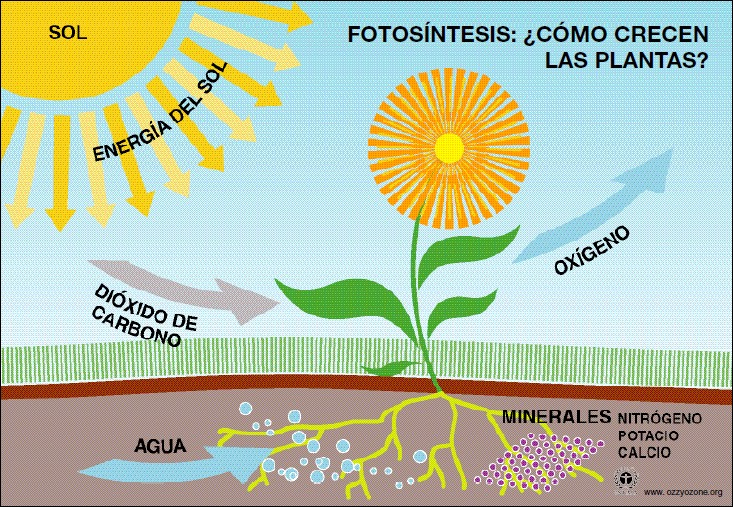 SOL
FOTOSÍNTESIS: ¿CÓMO CRECEN
LAS PLANTAS?
ENERGÍA DEL SOL
OXÍGENO
DIÓXIDO DE
CARBONO
MINERALES
NITRÓGENO
POTACIO
CALCIO
AGUA
www.ozzyozone.org